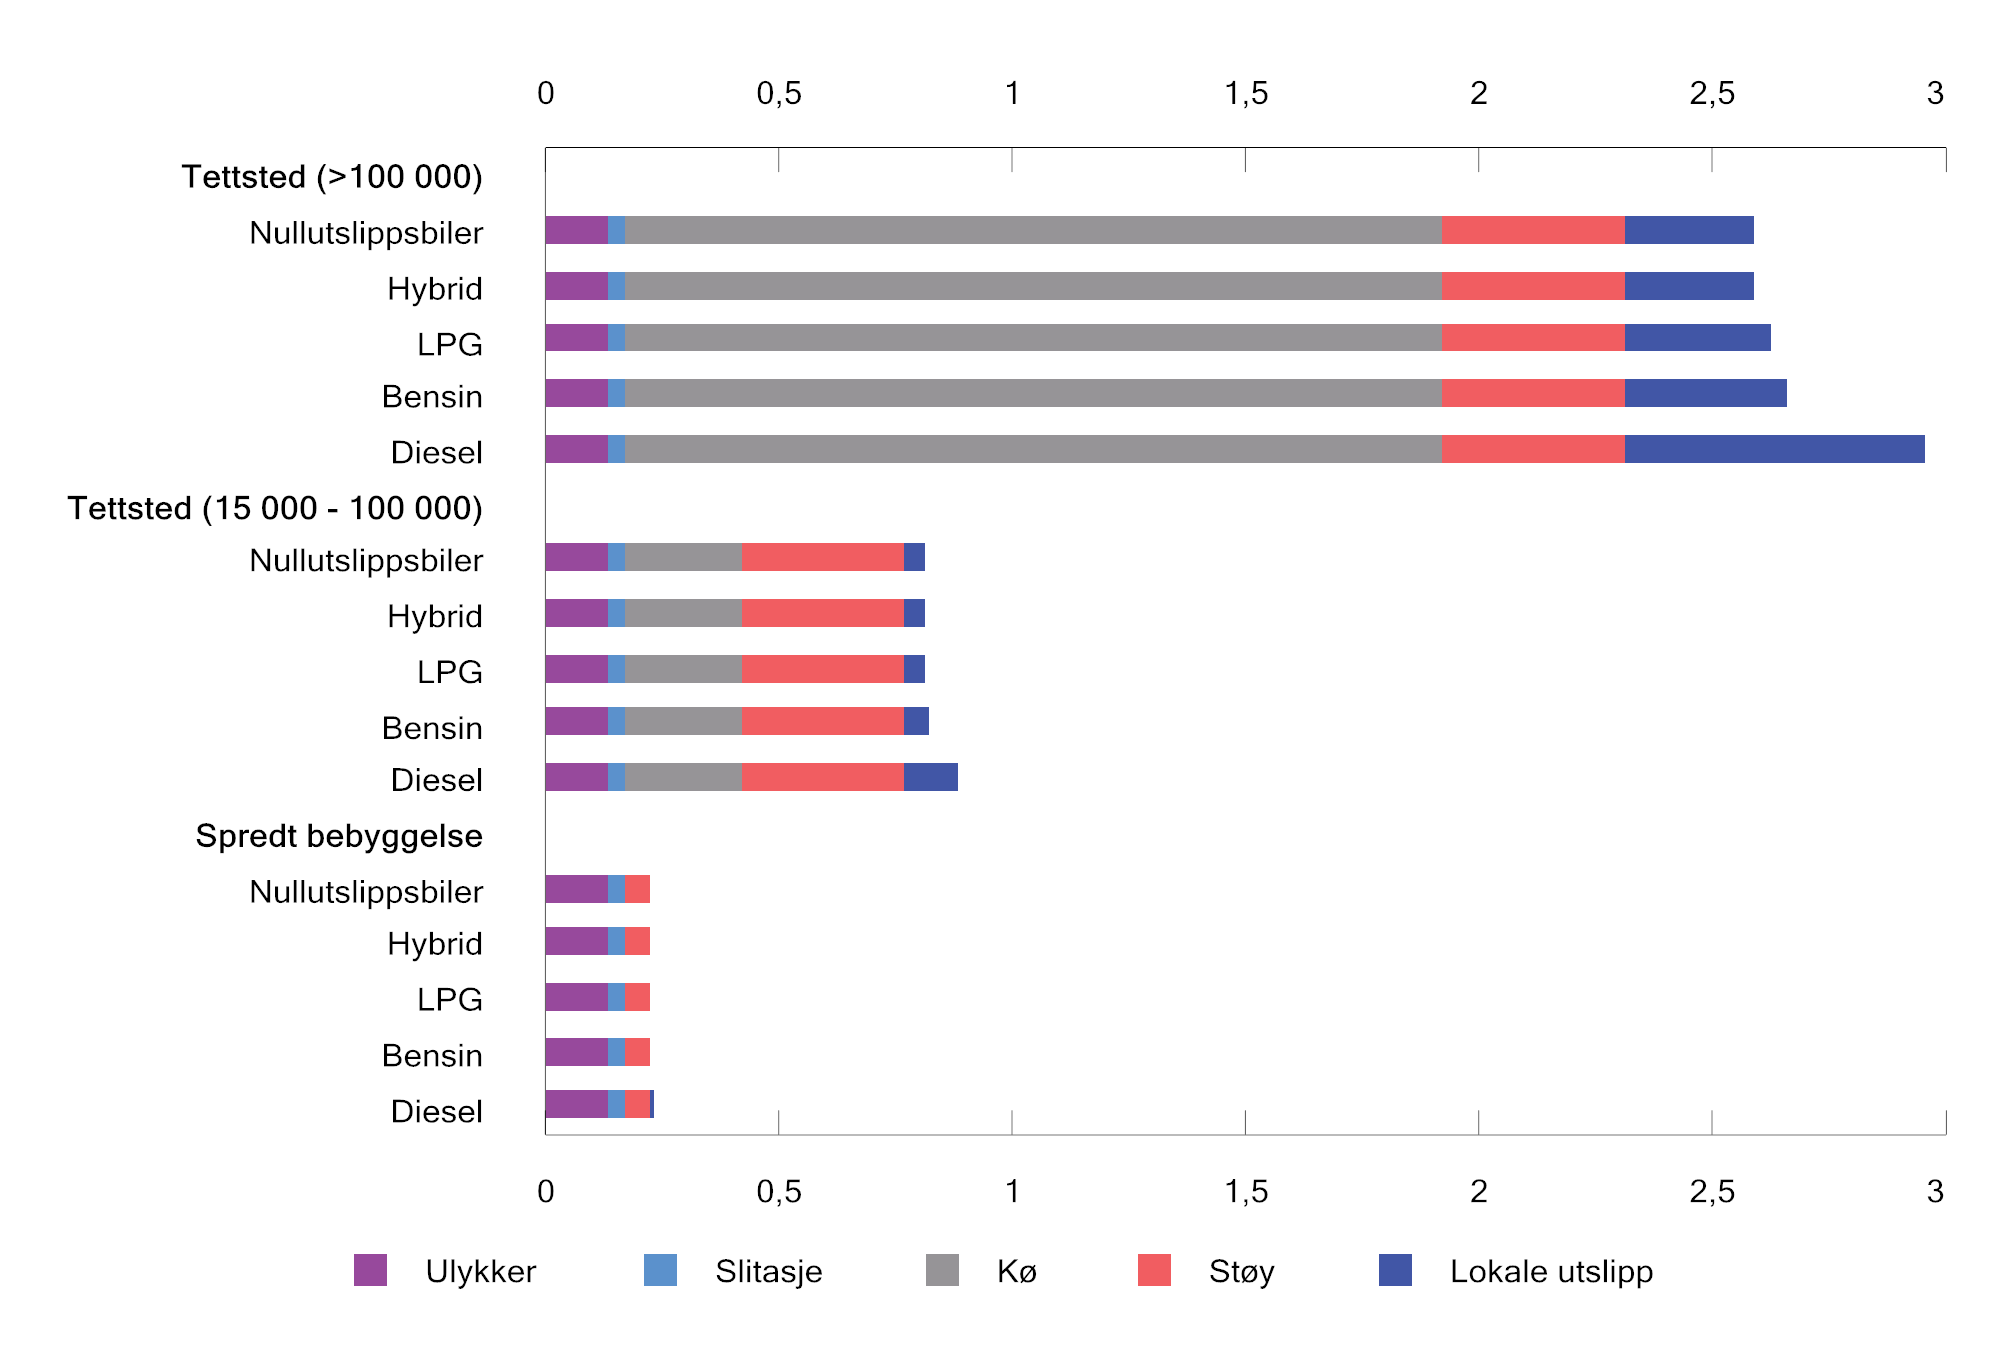 0 0,5 1 1,5 2 2,5 3
Tettsted (>100 000)
Nullutslippsbiler
Hybrid
LPG
Bensin
Diesel
Tettsted (15 000 - 100 000)
Nullutslippsbiler
Hybrid
LPG
Bensin
Diesel
Spredt bebyggelse
Nullutslippsbiler
Hybrid
LPG
Bensin
Diesel
0 0,5 1 1,5 2 2,5 3
Ulykker Slitasje Kø Støy Lokale utslipp